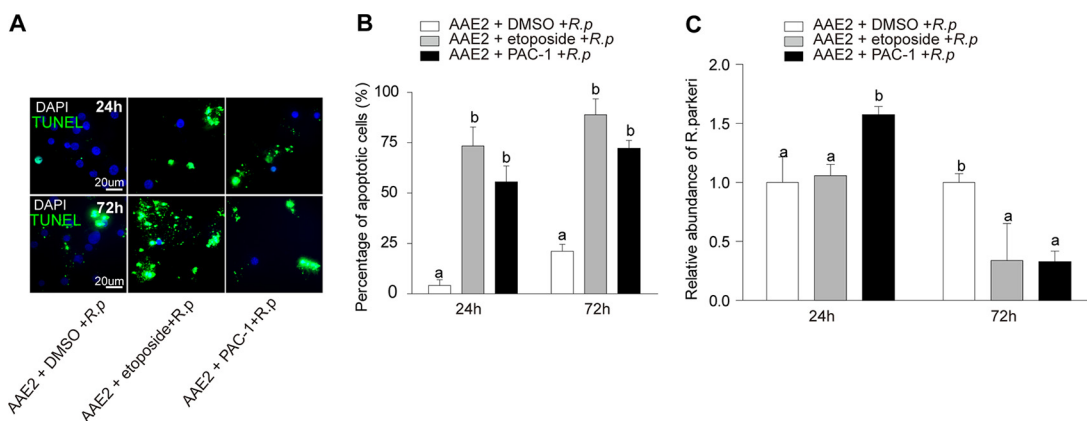 A
DAPI 24h
TUNEL
20um
DAPI 72h
TUNEL
20um
AAE2 + DMSO +R.p
AAE2 + etoposide+R.p
AAE2 + PAC-1+R.p
B
AAE2 + DMSO +R.p
AAE2 + etoposide +R.p
AAE2 + PAC-1 +R.p
Percentage of apoptotic cells (%)
100
75
50
25
0
a
b
b
a
b
b
24h
72h
C
AAE2 + DMSO +R.p
AAE2 + etoposide +R.p
AAE2 + PAC-1 +R.p
Relative abundance of R.parkeri
2.0
1.5
1.0
0.5
0.0
a
a
b
b
a
a
24h
72h